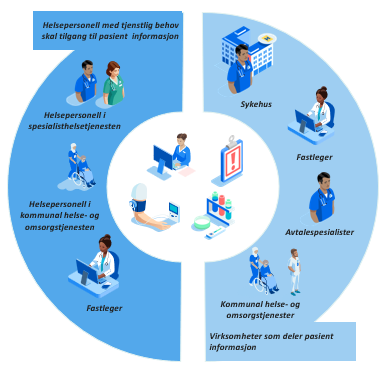 Helsepersonell med tjenstlig behov
skal tilgang til pasient informasjon
Helsepersonell i
spesialisthelsetjenesten
Helsepersonell i
kommunal helse- og
omsorgstjenesten
Fastleger
Sykehus
Fastleger
Avtalespesialister
Kommunal helse- og
omsorgstjenester
Virksomheter som deler pasient
informasjon